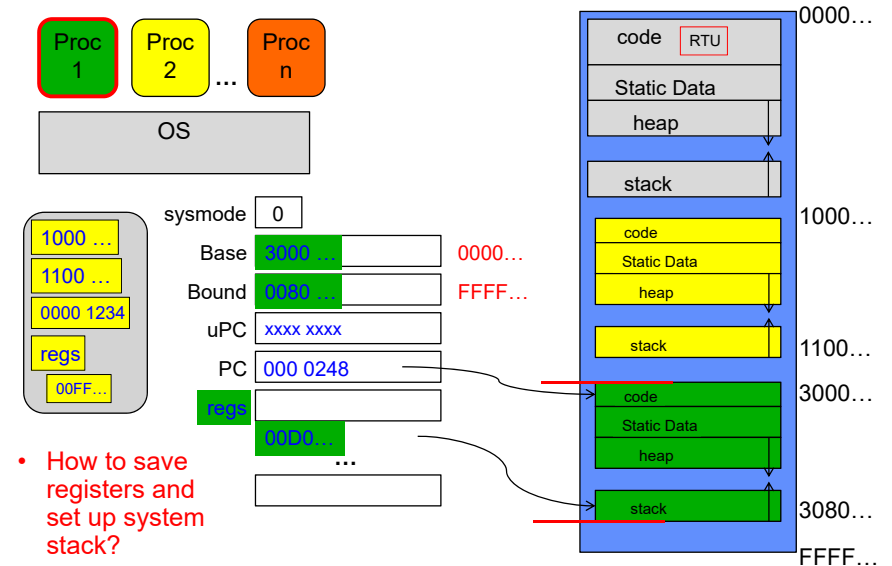 Proc
1
Proc
2
...
Proc
n
OS
sysmode 0
Base 3000 ... 0000...
Bound 0080 ... FFFF...
uPC xxxx xxxx
PC 000 0248
regs
00D0...
...
1000 ...
1100 ...
0000 1234
regs
00FF...
• How to save
registers and
set up system
stack?
code RTU
Static Data
heap
stack
code
Static Data
heap
stack
code
Static Data
heap
stack
0000...
1000...
1100...
3000...
3080...
FFFF...